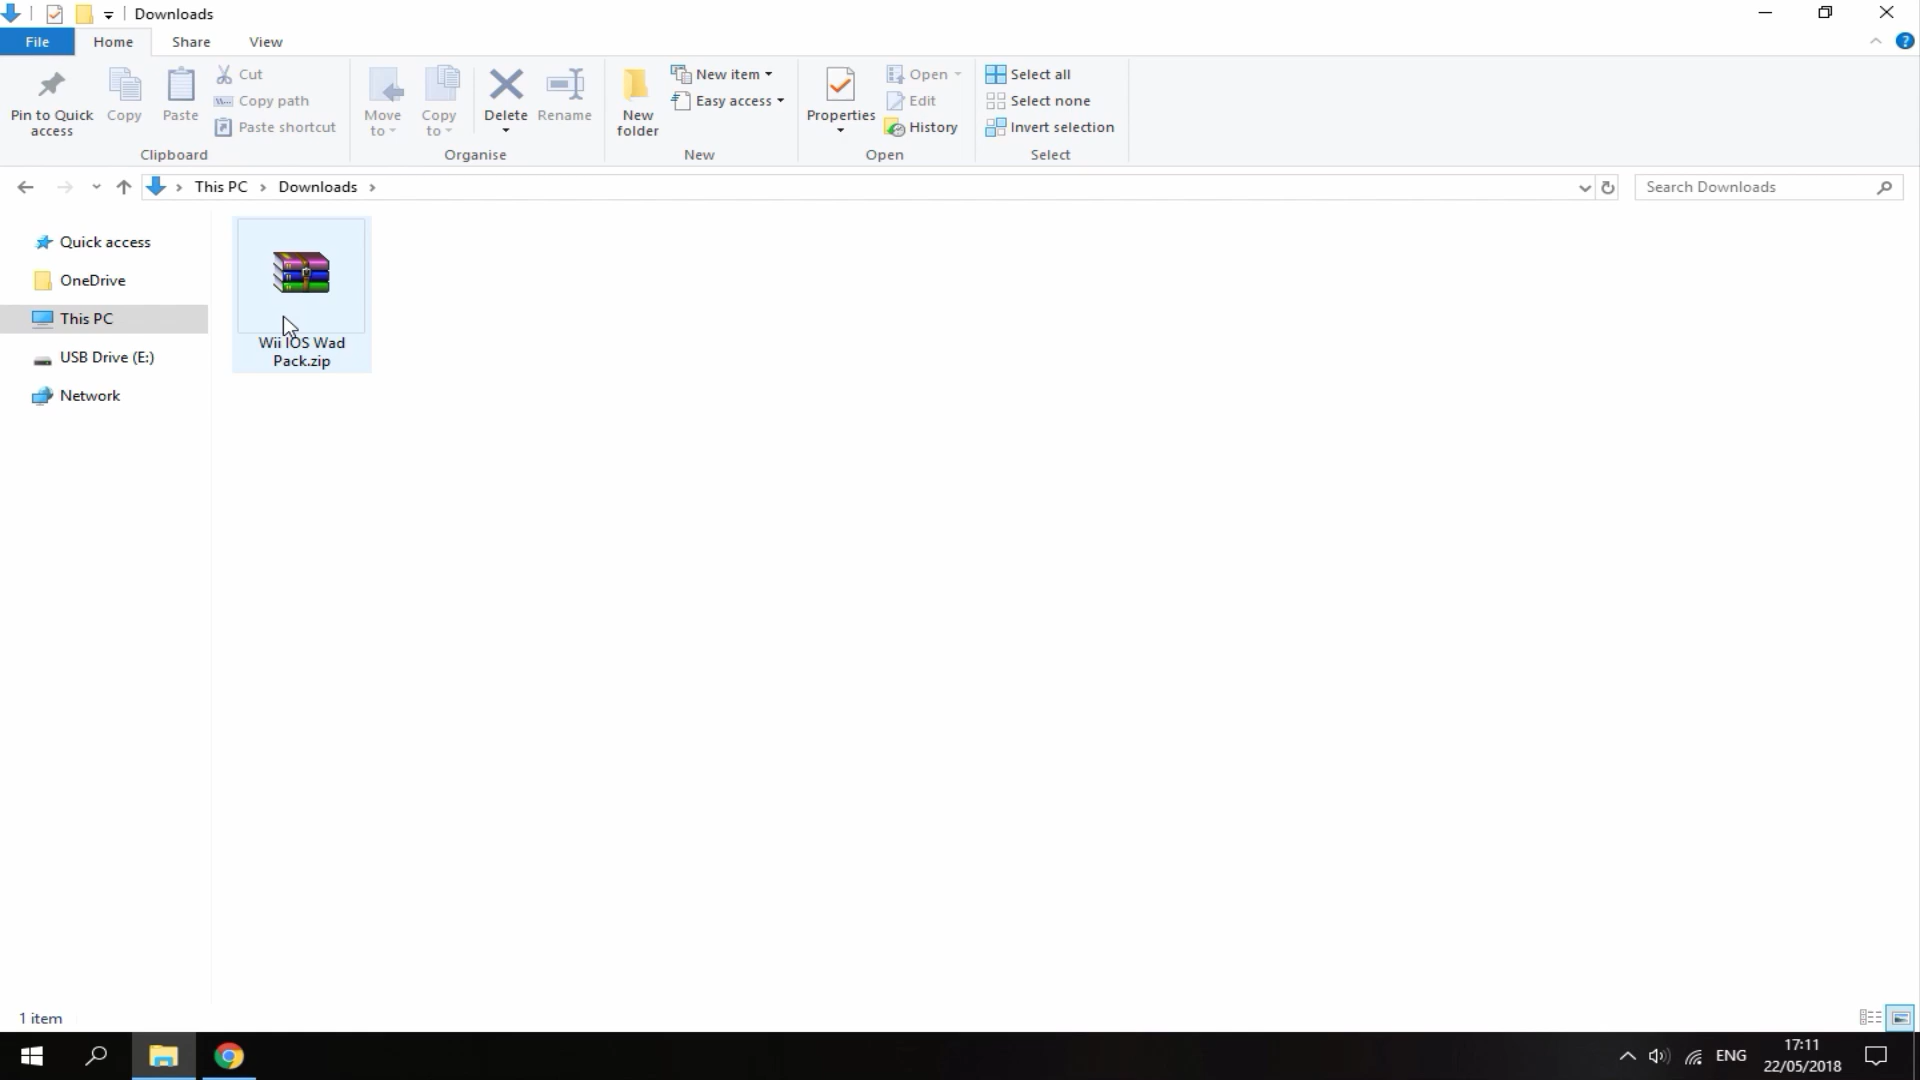 Downloads
File Home Share View
Pin to Quick access
Copy
Paste
Cut
Copy path
Paste shortcut
Clipboard
Move to
Copy to
Delete
Rename
Organise
New folder
New item
Easy access
New
Properties
Open
Edit
History
Open
Select all
Select none
Invert selection
Select
This PC Downloads
Search Downloads
Quick access
OneDrive
This PC
USB Drive (E:)
Network
Wii IOS Wad
Pack.zip
1 item
ENG
17:11
22/05/2018